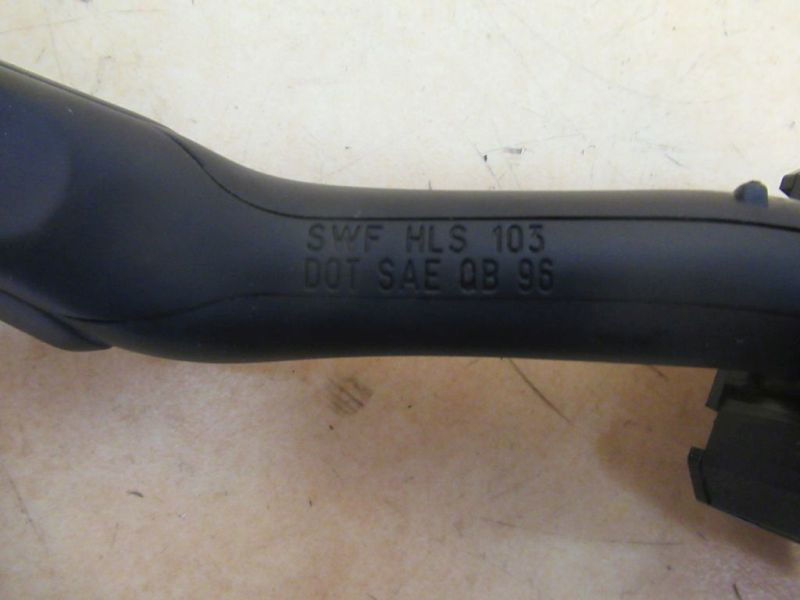 SWF HLS 103
DOT SAE QB 96